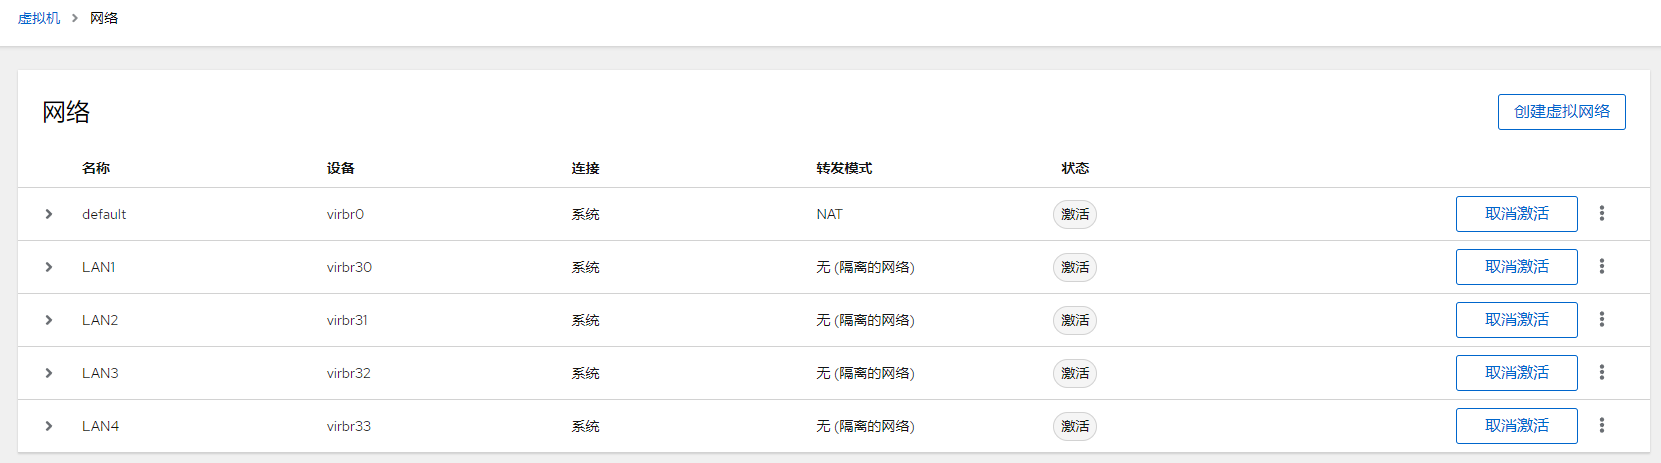 虚拟机 > 网络
网络
创建虚拟网络
名称 设备 连接 转发模式 状态
default virbr0 系统 NAT 激活 取消激活
LAN1 virbr30 系统 无 (隔离的网络) 激活 取消激活
LAN2 virbr31 系统 无 (隔离的网络) 激活 取消激活
LAN3 virbr32 系统 无 (隔离的网络) 激活 取消激活
LAN4 virbr33 系统 无 (隔离的网络) 激活 取消激活